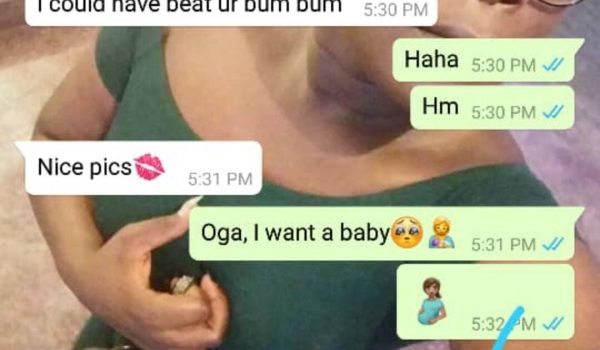 I could have beat ur bum bum 5:30 PM
Haha 5:30 PM
Hm 5:30 PM
Nice pics💋 5:31 PM
Oga, I want a baby🥺👩‍🍼 5:31 PM
🤰🏽 5:32 PM